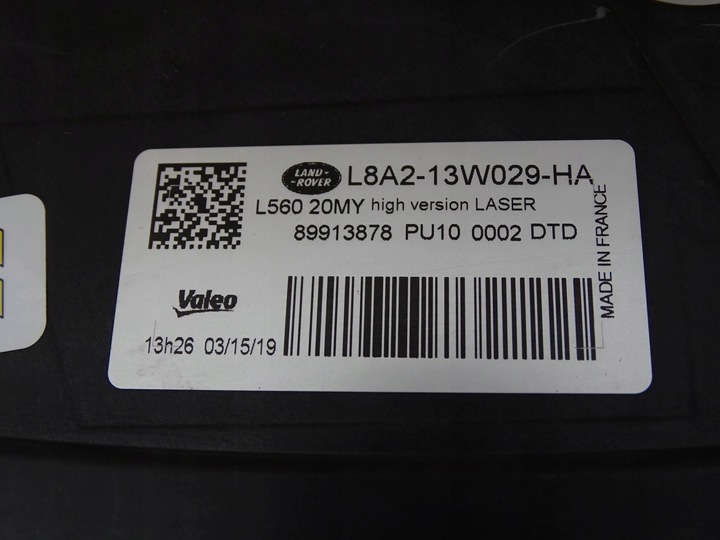 LAND-
ROVER
L8A2-13W029-HA
L560 20MY high version LASER
89913878 PU10 0002 DTD
MADE IN FRANCE
Valeo
13h26 03/15/19